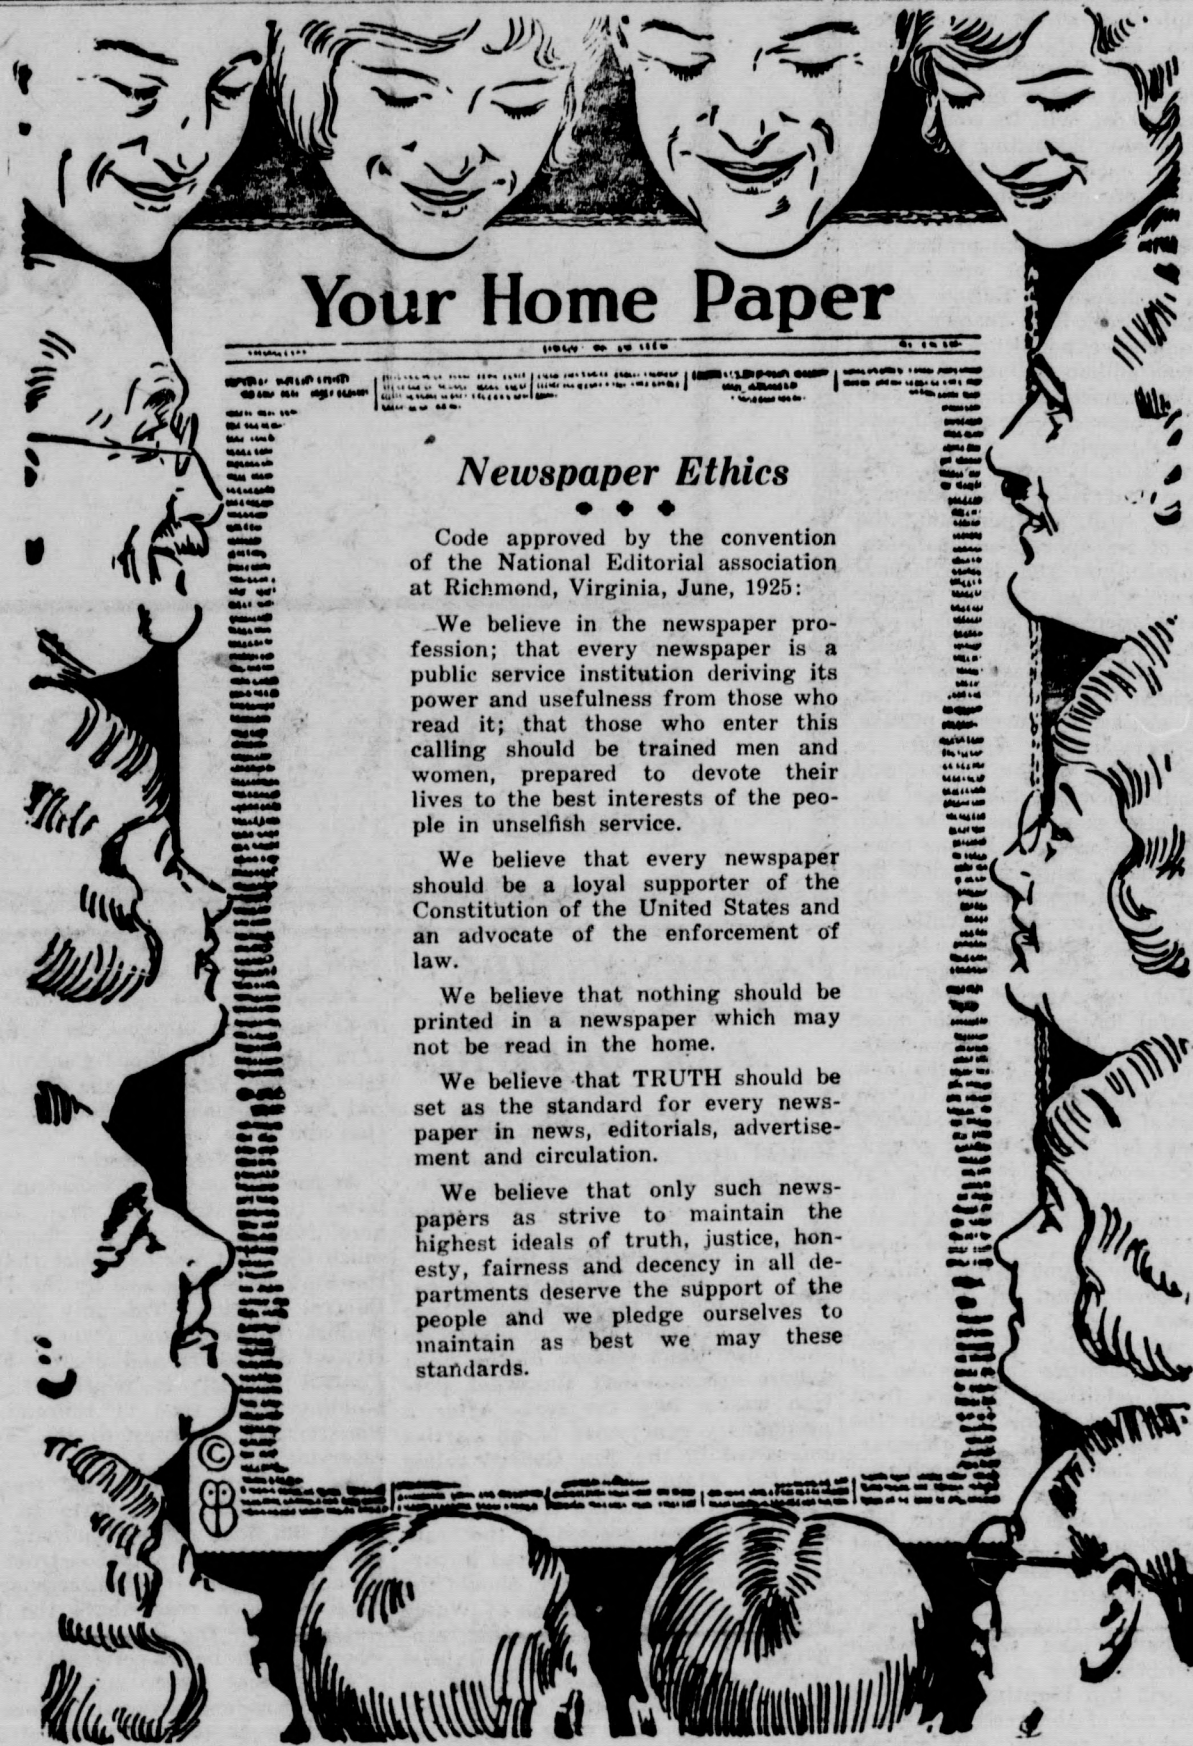 Your Home Paper
Newspaper Ethics
Code approved by the convention
of the National Editorial association
at Richmond, Virginia, June, 1925:
We believe in the newspaper pro-
fession; that every newspaper is a
public service institution deriving its
power and usefulness from those who
read it; that those who enter this
calling should be trained men and
women, prepared to devote their
lives to the best interests of the peo-
ple in unselfish service.
We believe that every newspaper
should be a loyal supporter of the
Constitution of the United States and
an advocate of the enforcement of
law.
We believe that nothing should be
printed in a newspaper which may
not be read in the home.
We believe that TRUTH should be
set as the standard for every news-
paper in news, editorials, advertise-
ment and circulation.
We believe that only such news-
papers as strive to maintain the
highest ideals of truth, justice, hon-
esty, fairness and decency in all de-
partments deserve the support of the
people and we pledge ourselves to
maintain as best we may these
standards.
©